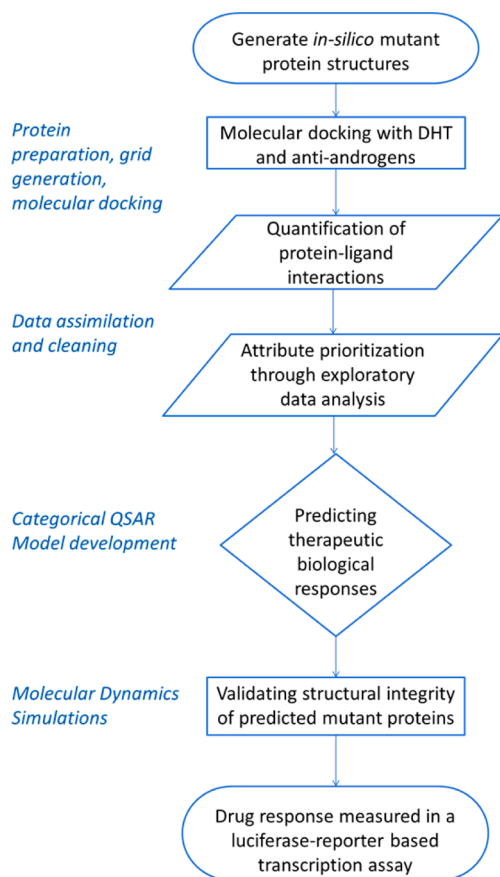 Generate in-silico mutant
protein structures
Protein
preparation, grid
generation,
molecular docking
Molecular docking with DHT
and anti-androgens
Quantification of
protein-ligand
interactions
Data assimilation
and cleaning
Attribute prioritization
through exploratory
data analysis
Categorical QSAR
Model development
Predicting
therapeutic
biological
responses
Molecular Dynamics
Simulations
Validating structural integrity
of predicted mutant proteins
Drug response measured in a
luciferase-reporter based
transcription assay